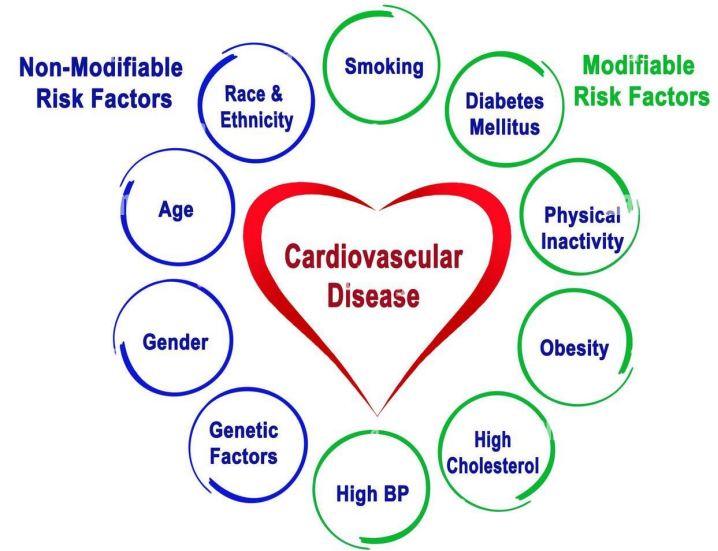 Non-Modifiable
Risk Factors
Modifiable
Risk Factors
Smoking
Diabetes
Mellitus
Physical
Inactivity
Obesity
High
Cholesterol
High BP
Genetic
Factors
Gender
Age
Race &
Ethnicity
Cardiovascular
Disease